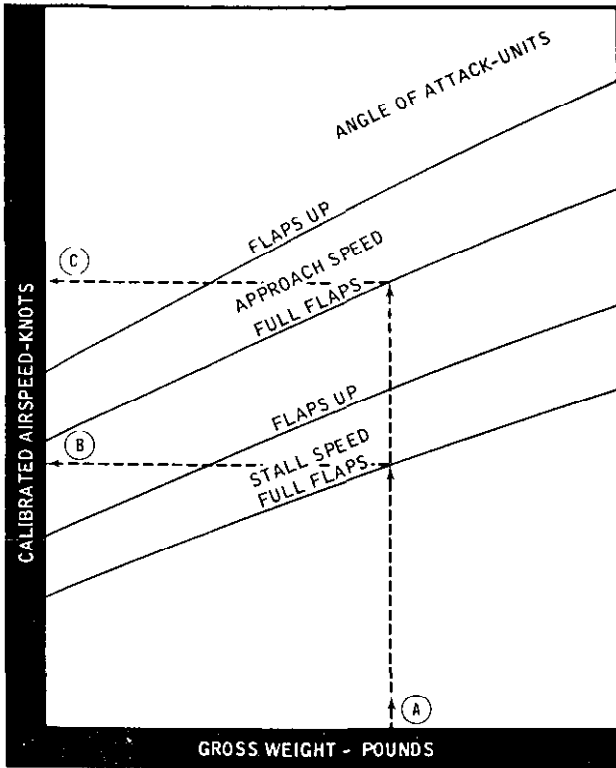 ANGLE OF ATTACK-UNITS
FLAPS UP
C
APPROACH SPEED
FULL FLAPS
FLAPS UP
B
STALL SPEED
FULL FLAPS
A
CALIBRATED AIRSPEED-KNOTS
GROSS WEIGHT - POUNDS